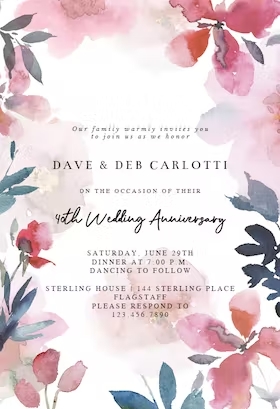 Our family warmly invites you
to join us as we honor
DAVE & DEB CARLOTTI
ON THE OCCASION OF THEIR
40th Wedding Anniversary
SATURDAY, JUNE 29TH
DINNER AT 7:00 P.M.
DANCING TO FOLLOW
STERLING HOUSE | 144 STERLING PLACE
FLAGSTAFF
PLEASE RESPOND TO
123 456 7890